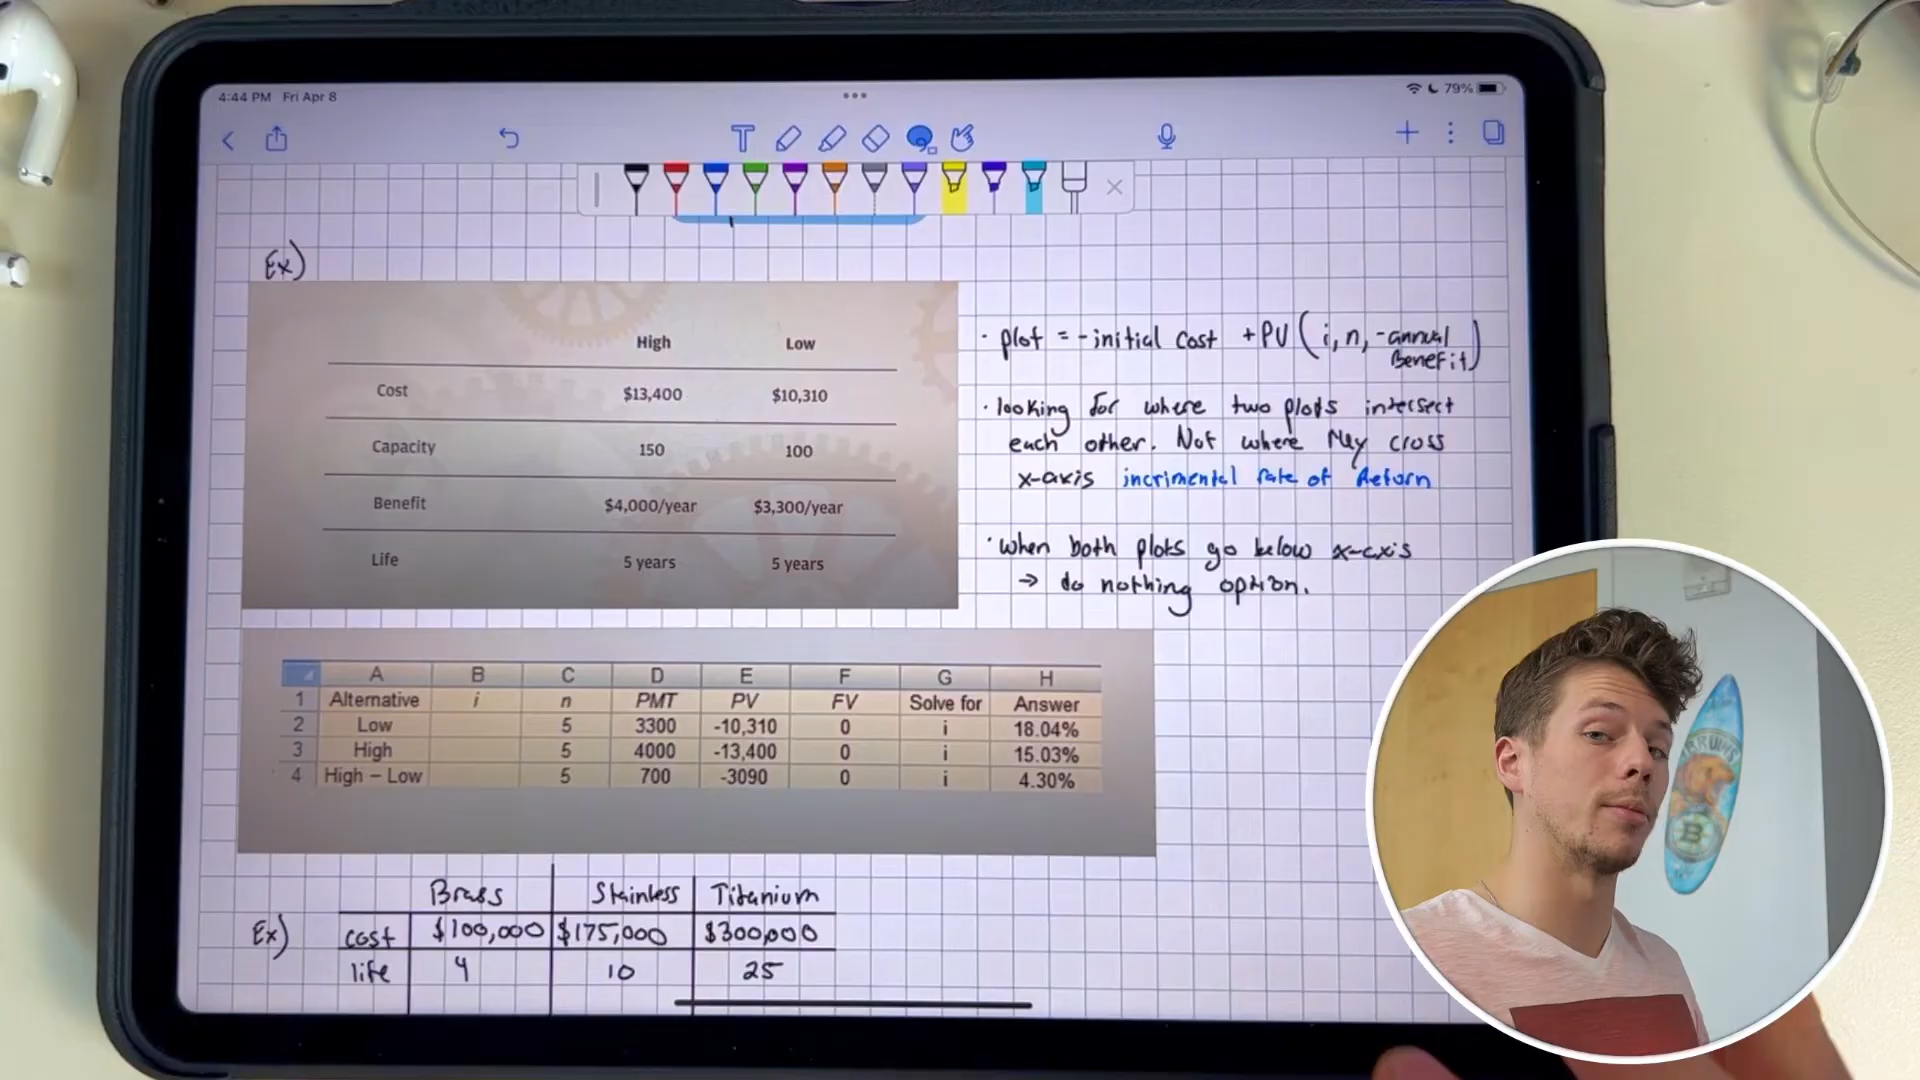 4:44 PM Fri Apr 8
79%
Ex)
High Low
Cost $13,400 $10,310
Capacity 150 100
Benefit $4,000/year $3,300/year
Life 5 years 5 years
· plot = -initial cost + PV ( i, n, -annual Benefit )
· looking for where two plots intersect
each other. Not where they cross
x-axis incrimental rate of Return
· when both plots go below x-axis
→ do nothing option.
A B C D E F G H
1 Alternative i n PMT PV FV Solve for Answer
2 Low 5 3300 -10,310 0 i 18.04%
3 High 5 4000 -13,400 0 i 15.03%
4 High – Low 5 700 -3090 0 i 4.30%
Brass Stainless Titanium
Ex) cost $100,000 $175,000 $300,000
life 4 10 25
B